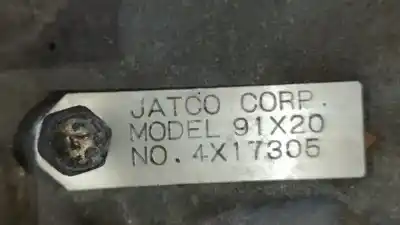 JATCO CORP.
MODEL 91X20
NO. 4X17305